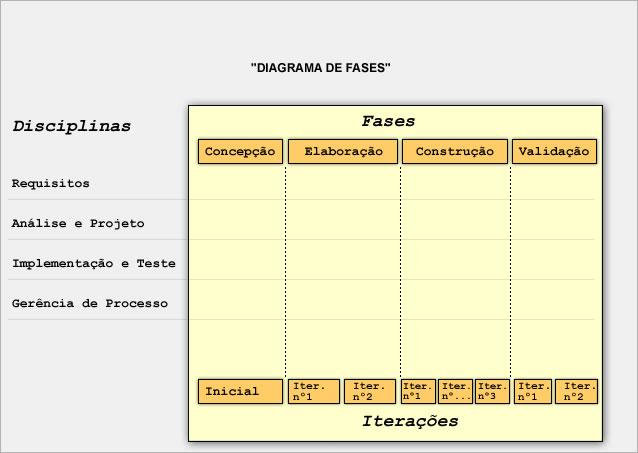 "DIAGRAMA DE FASES"
Disciplinas
Fases
Concepção Elaboração Construção Validação
Requisitos
Análise e Projeto
Implementação e Teste
Gerência de Processo
Inicial
Iter.
nº1
Iter.
nº2
Iter.
nº1
Iter.
nº...
Iter.
nº3
Iter.
nº1
Iter.
nº2
Iterações